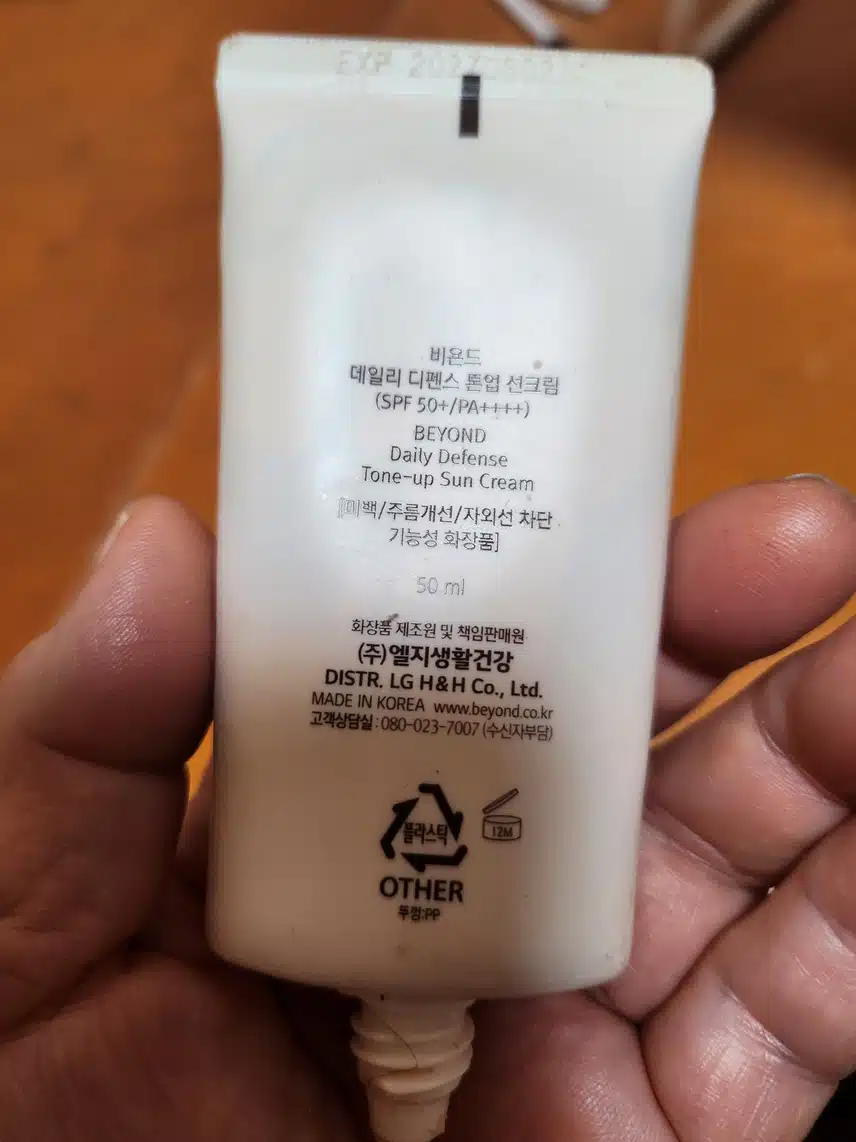 EXP
비욘드
데일리 디펜스 톤업 선크림
(SPF 50+/PA++++)
BEYOND
Daily Defense
Tone-up Sun Cream
[미백/주름개선/자외선 차단
기능성 화장품]
50 ml
화장품 제조원 및 책임판매원
(주)엘지생활건강
DISTR. LG H&H Co., Ltd.
MADE IN KOREA www.beyond.co.kr
고객상담실 : 080-023-7007 (수신자부담)
플라스틱
12M
OTHER
뚜껑:PP